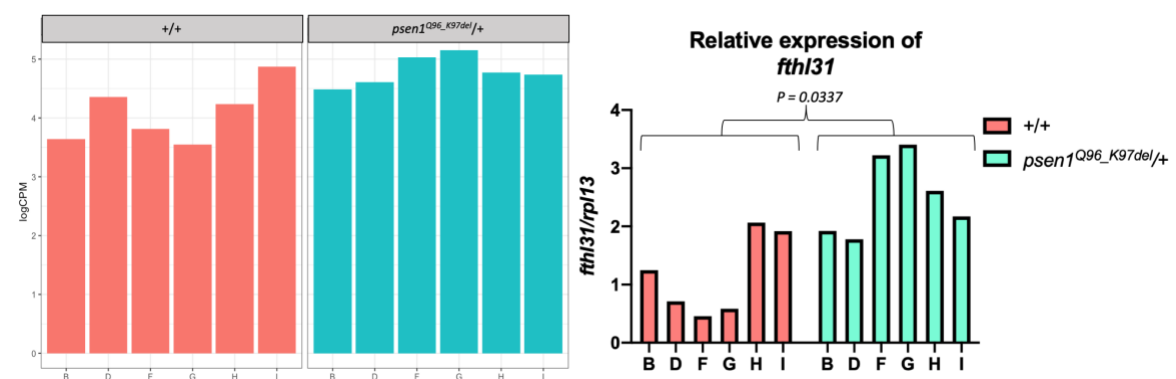 +/+
psen1Q96_K97del/+
logCPM
5
4
3
2
1
0
B D F G H I
B D F G H I
Relative expression of
fthl31
P = 0.0337
fthl31/rpl13
4
3
2
1
0
B D F G H I
B D F G H I
+/+
psen1Q96_K97del/+